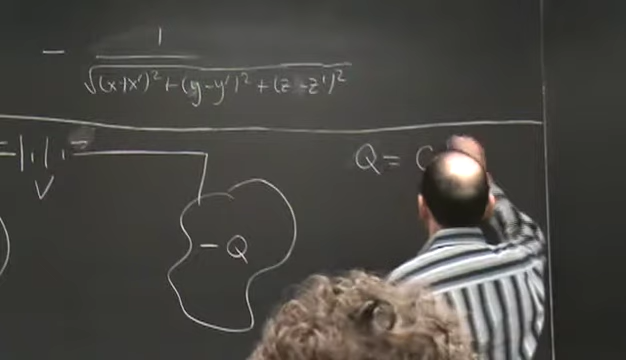 - 1
√(x+x')² + (y-y')² + (z-z')²
V
-Q
Q = C